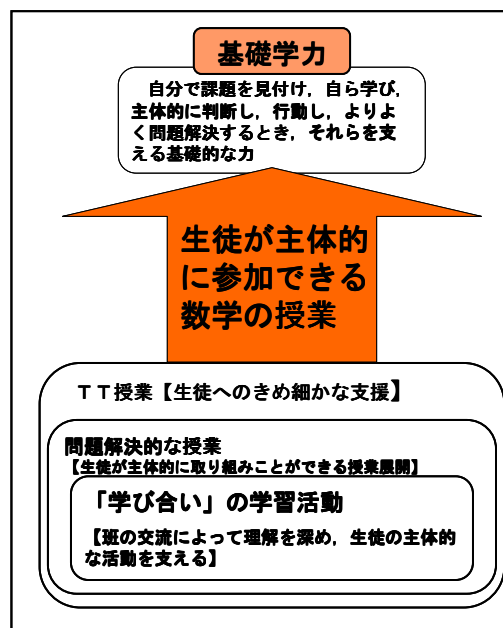 基礎学力
自分で課題を見付け，自ら学び，
主体的に判断し，行動し，よりよ
く問題解決するとき，それらを支
える基礎的な力
生徒が主体的
に参加できる
数学の授業
ＴＴ授業【生徒へのきめ細かな支援】
問題解決的な授業
【生徒が主体的に取り組みことができる授業展開】
「学び合い」の学習活動
【班の交流によって理解を深め，生徒の主体的
な活動を支える】